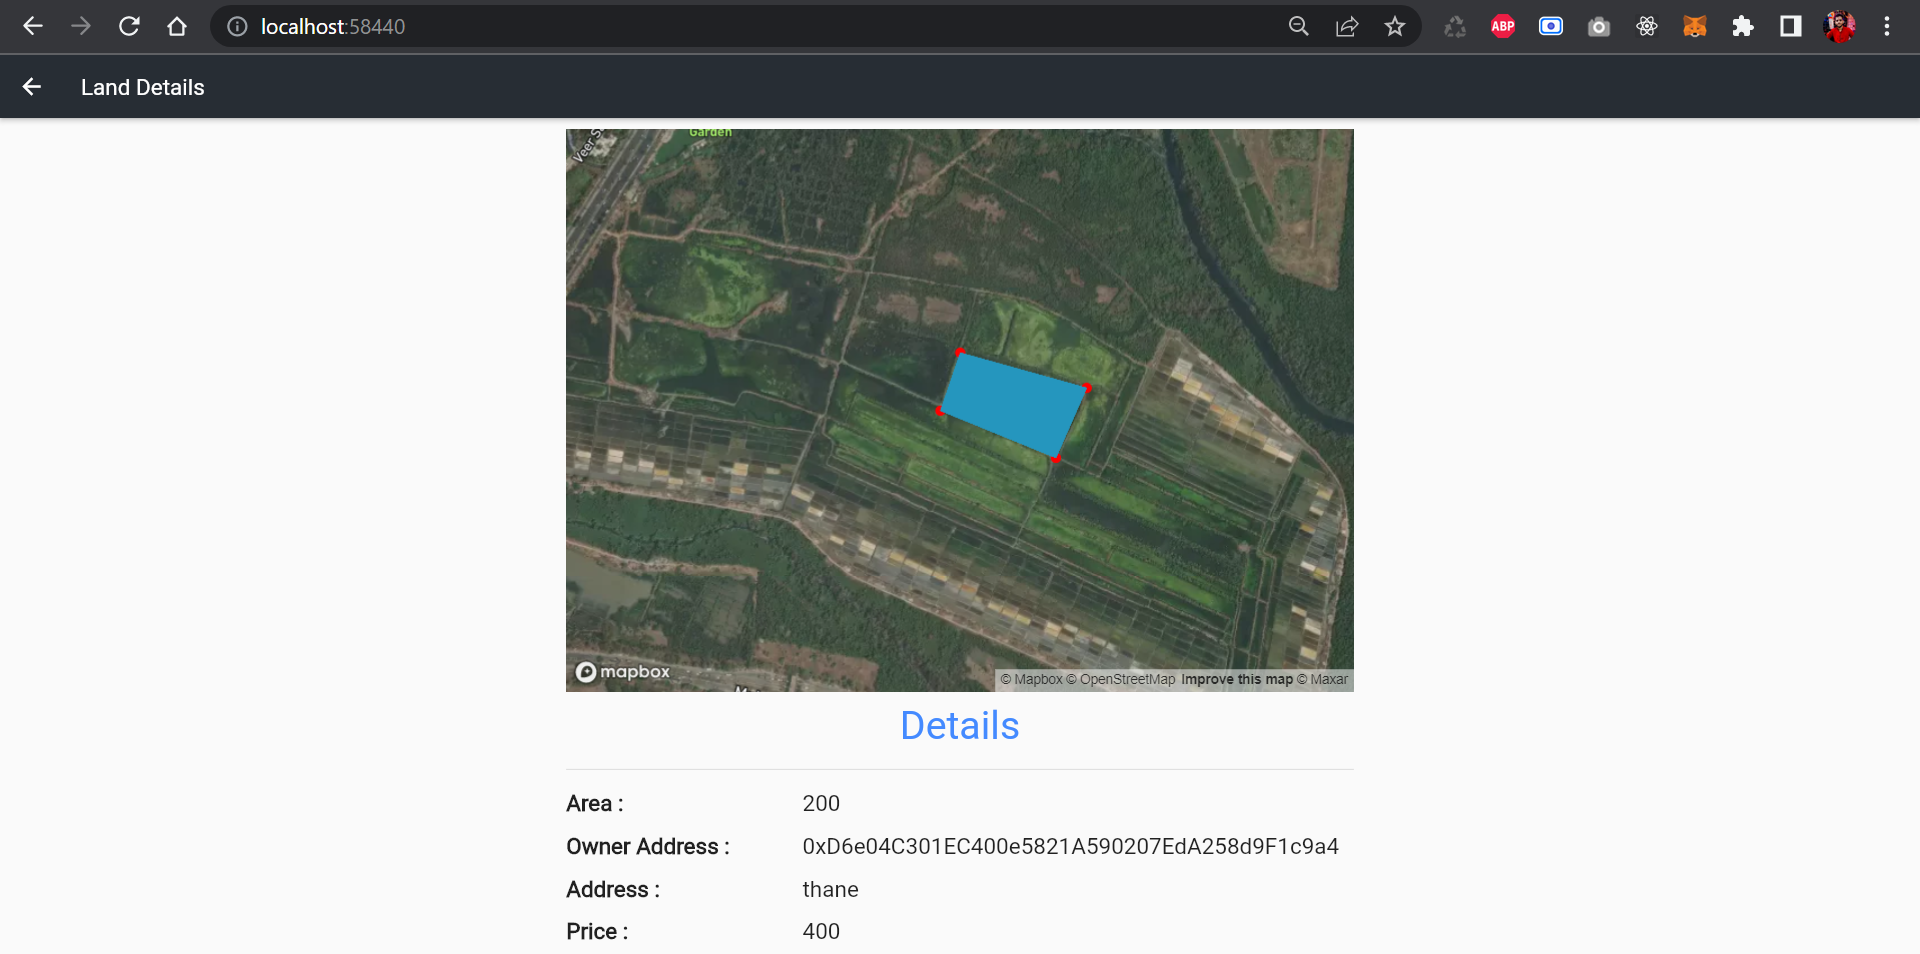 localhost:58440
ABP
Land Details
Garden
Veer S
mapbox
© Mapbox © OpenStreetMap Improve this map © Maxar
Details
Area : 200
Owner Address : 0xD6e04C301EC400e5821A590207EdA258d9F1c9a4
Address : thane
Price : 400